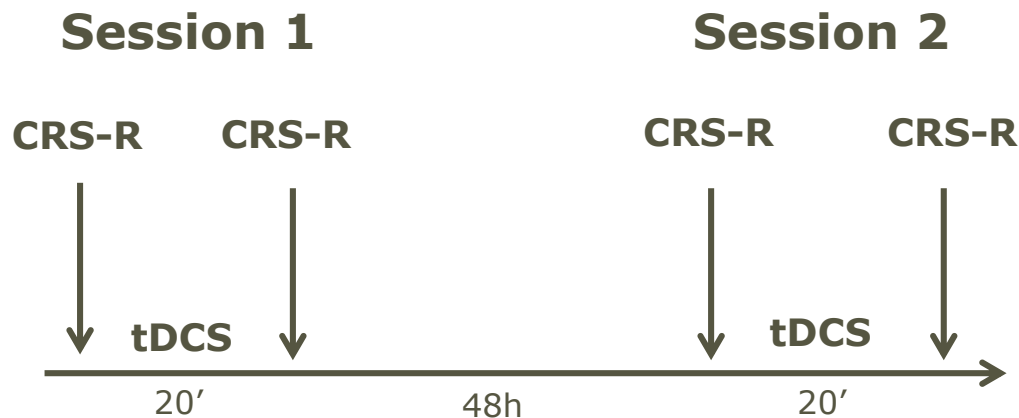 Session 1
Session 2
CRS-R
CRS-R
CRS-R
CRS-R
tDCS
tDCS
20’
48h
20’